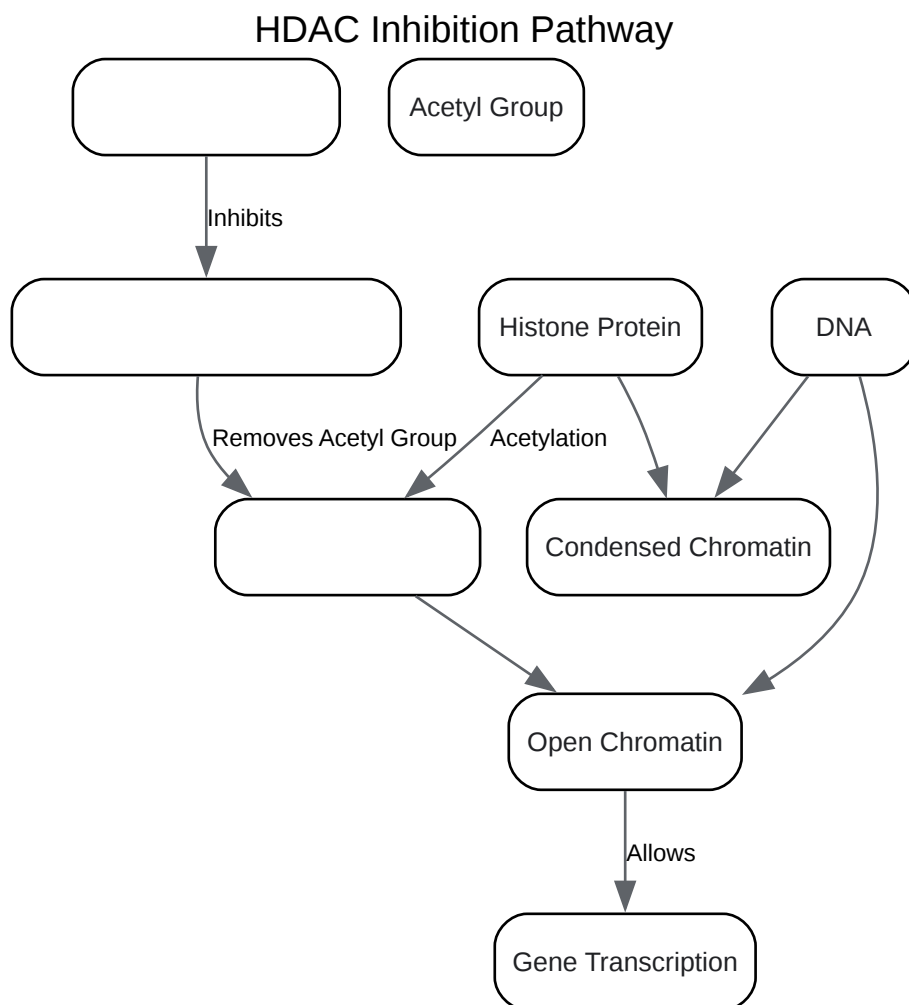 HDAC Inhibition Pathway
Acetyl Group
Inhibits
Histone Protein
DNA
Removes Acetyl Group
Acetylation
Condensed Chromatin
Open Chromatin
Allows
Gene Transcription